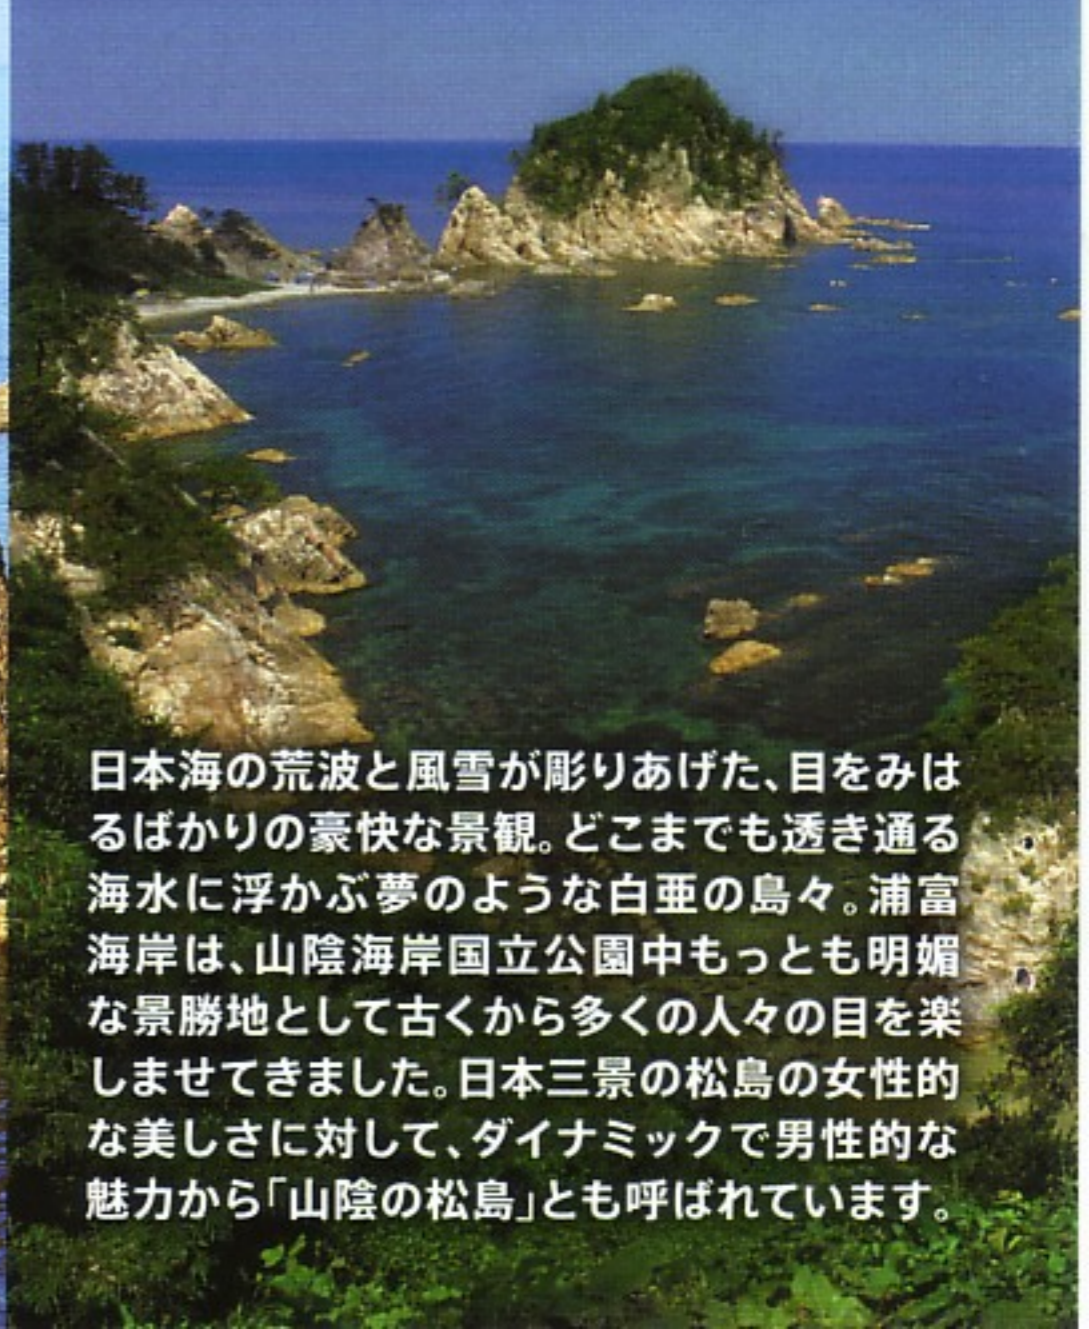 日本海の荒波と風雪が彫りあげた、目をみは
るばかりの豪快な景観。どこまでも透き通る
海水に浮かぶ夢のような白亜の島々。浦富
海岸は、山陰海岸国立公園中もっとも明媚
な景勝地として古くから多くの人々の目を楽
しませてきました。日本三景の松島の女性的
な美しさに対して、ダイナミックで男性的な
魅力から「山陰の松島」とも呼ばれています。